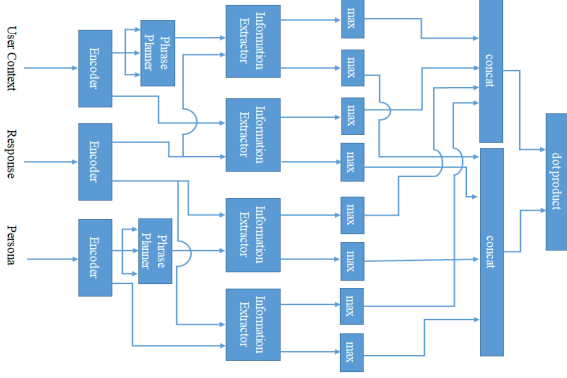 User Context
Response
Persona
Encoder
Encoder
Encoder
Phrase
Planner
Phrase
Planner
Information
Extractor
Information
Extractor
Information
Extractor
Information
Extractor
max
max
max
max
max
max
max
max
concat
concat
dotproduct